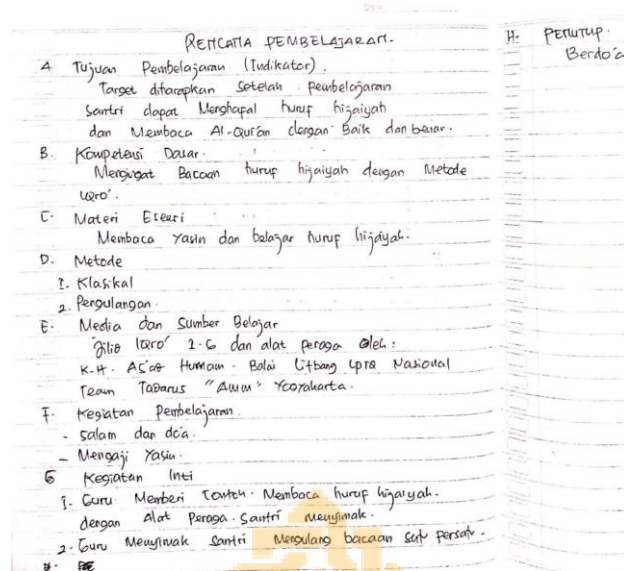 RENCANA PEMBELAJARAN.
A Tujuan Pembelajaran (Indikator).
Target diharapkan setelah pembelajaran
Santri dapat Menghafal huruf hijaiyah
dan Membaca Al-Qur'an dengan Baik dan benar.
B. Kompetensi Dasar.
Mengingat Bacaan huruf hijaiyah dengan Metode
IQro'.
C. Materi Esensi
Membaca Yasin dan belajar huruf hijaiyah.
D. Metode
1. Klasikal
2. Pengulangan.
E. Media dan Sumber Belajar
Jilid IQro' 1-6 dan alat peraga oleh:
K.H. As'ad Humam. Balai Litbang LPTQ Nasional
Team Tadarus "Amm" Yogyakarta.
F. Kegiatan Pembelajaran.
- Salam dan do'a.
- Mengaji Yasin.
G Kegiatan Inti
1. Guru Memberi Contoh Membaca huruf hijaiyah.
dengan Alat Peraga. Santri Menyimak.
2. Guru Menyimak Santri Mengulang bacaan satu persatu.
H. PENUTUP.
Berdo'a